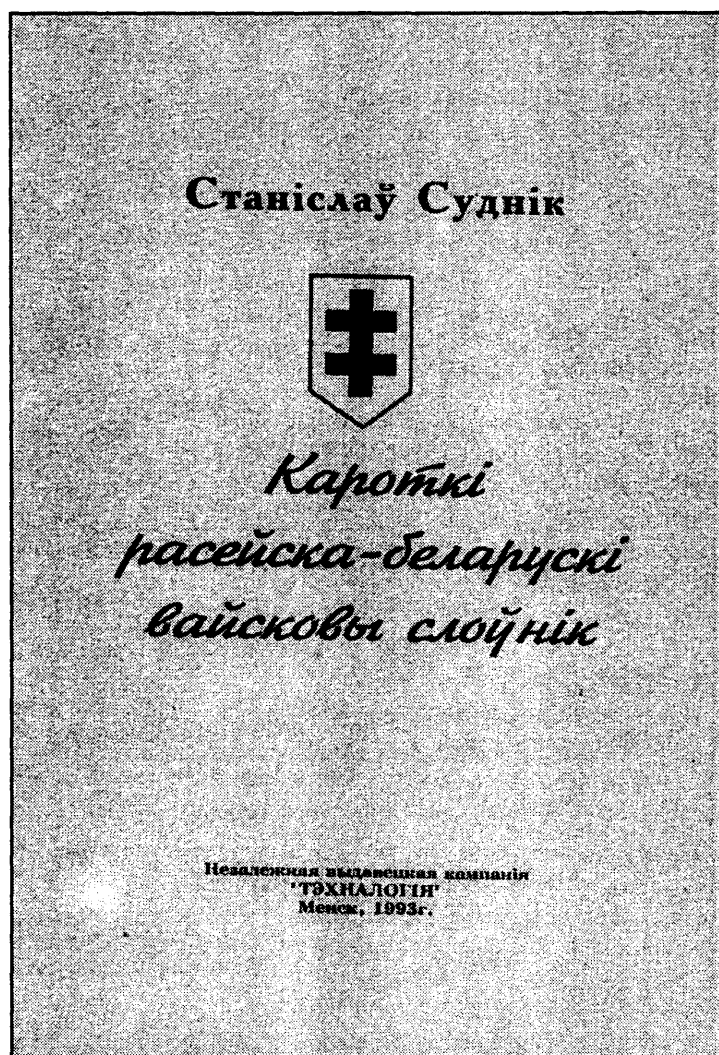 Станіслаў Суднік
Кароткі
расейска-беларускі
вайсковы слоўнік
Незалежная выдавецкая кампанія
"ТЭХНАЛОГІЯ"
Менск, 1993г.